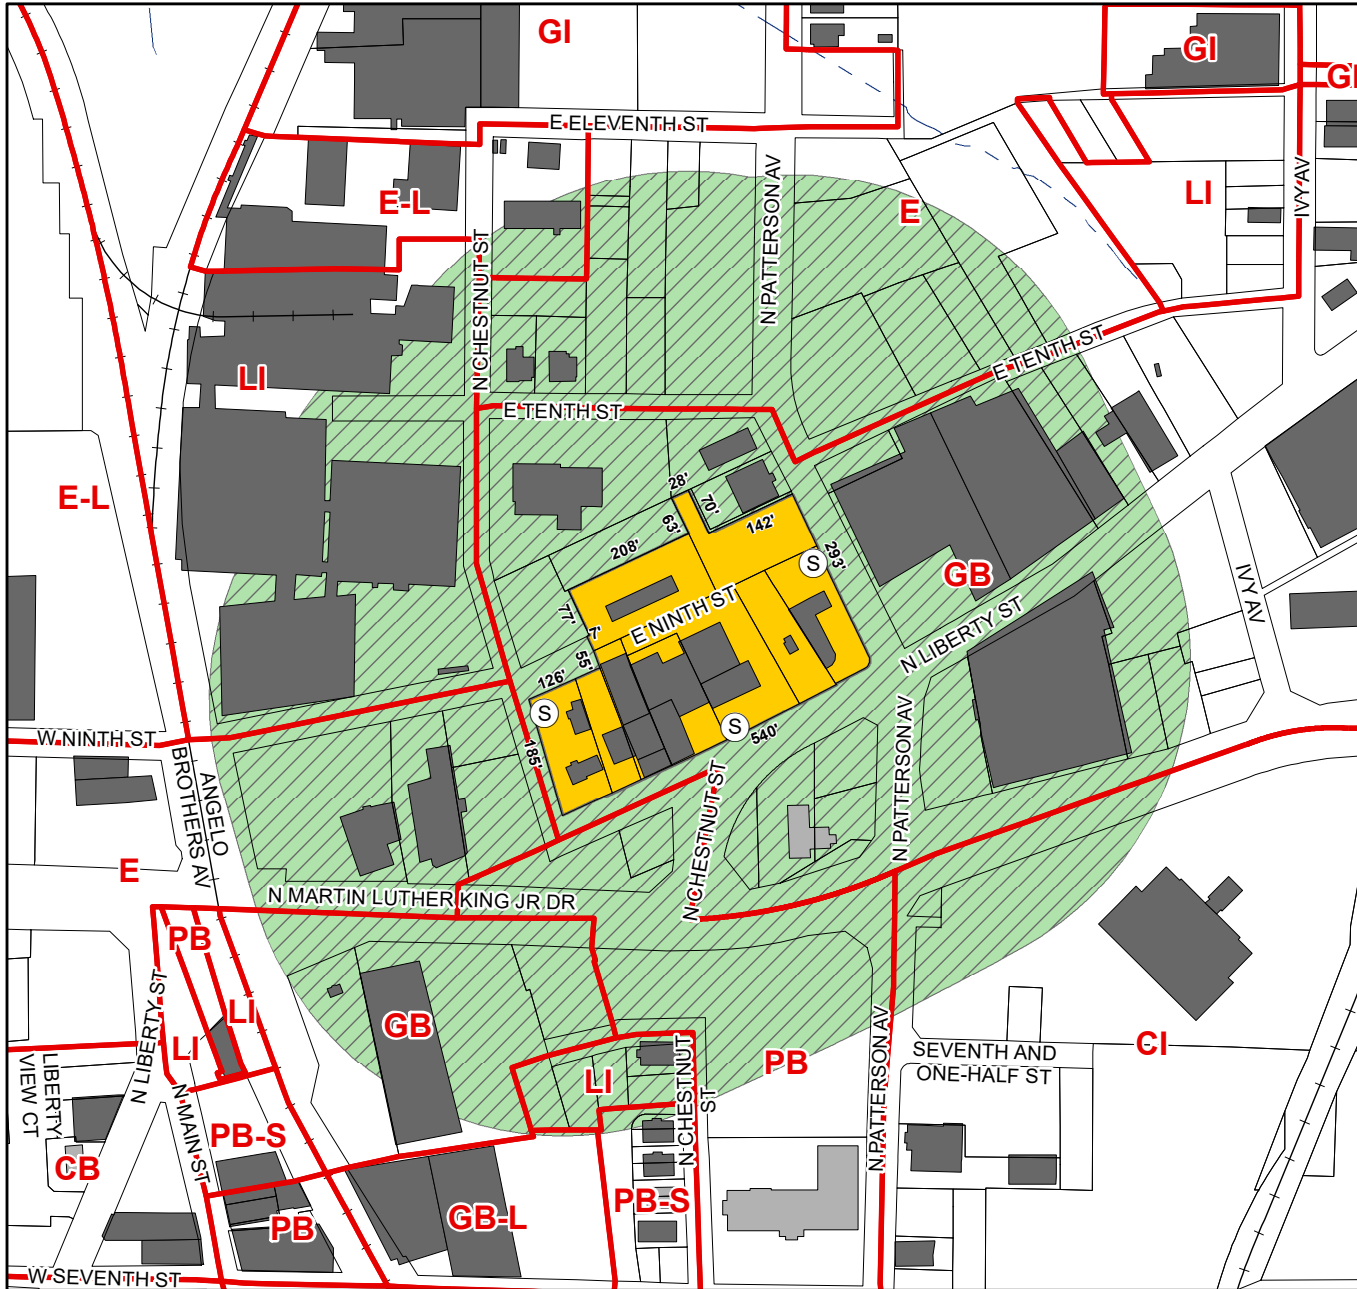 GI
GI
GI
E ELEVENTH ST
E-L
N CHESTNUT ST
N PATTERSON AV
E
LI
IVY AV
LI
E TENTH ST
E TENTH ST
E-L
28'
70'
63'
142'
208'
293'
S
GB
77'
7'
E NINTH ST
55'
126'
S
S
540'
185'
N LIBERTY ST
IVY AV
W NINTH ST
ANGELO
BROTHERS AV
N CHESTNUT ST
N PATTERSON AV
E
N MARTIN LUTHER KING JR DR
PB
LI
LI
N LIBERTY ST
GB
LI
N CHESTNUT
ST
PB
N PATTERSON AV
SEVENTH AND
ONE-HALF ST
CI
LIBERTY
VIEW CT
N MAIN ST
PB-S
CB
PB
GB-L
PB-S
W SEVENTH ST